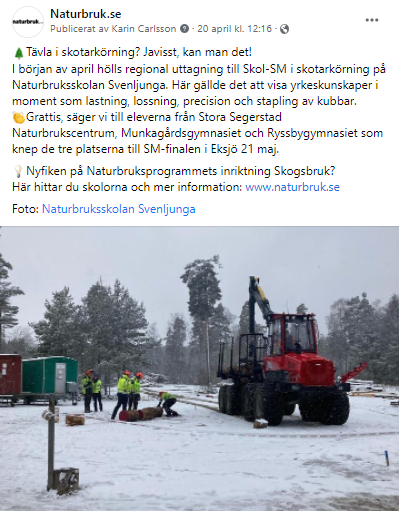 Naturbruk.se
Naturbruk.se
Publicerat av Karin Carlsson · 20 april kl. 12:16 ·
🌲Tävla i skotarkörning? Javisst, kan man det!
I början av april hölls regional uttagning till Skol-SM i skotarkörning på
Naturbruksskolan Svenljunga. Här gällde det att visa yrkeskunskaper i
moment som lastning, lossning, precision och stapling av kubbar.
👏Grattis, säger vi till eleverna från Stora Segerstad
Naturbrukscentrum, Munkagårdsgymnasiet och Ryssbygymnasiet som
knep de tre platserna till SM-finalen i Eksjö 21 maj.
💡Nyfiken på Naturbruksprogrammets inriktning Skogsbruk?
Här hittar du skolorna och mer information: www.naturbruk.se
Foto: Naturbruksskolan Svenljunga